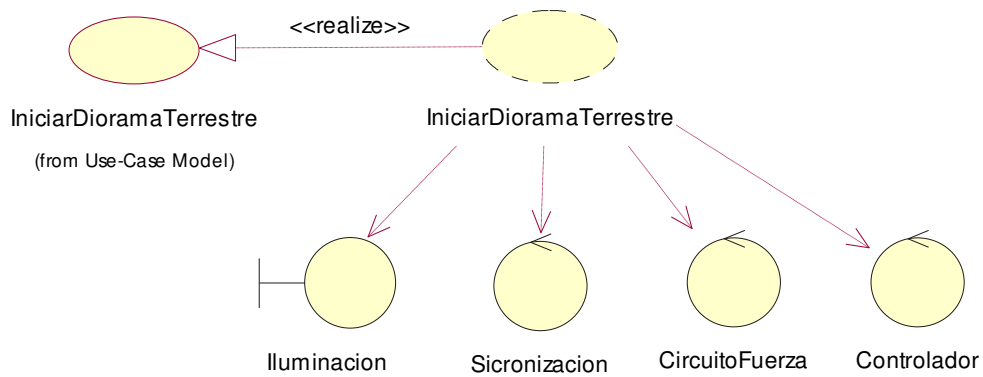 <<realize>>
IniciarDioramaTerrestre
(from Use-Case Model)
IniciarDioramaTerrestre
Iluminacion
Sicronizacion
CircuitoFuerza
Controlador